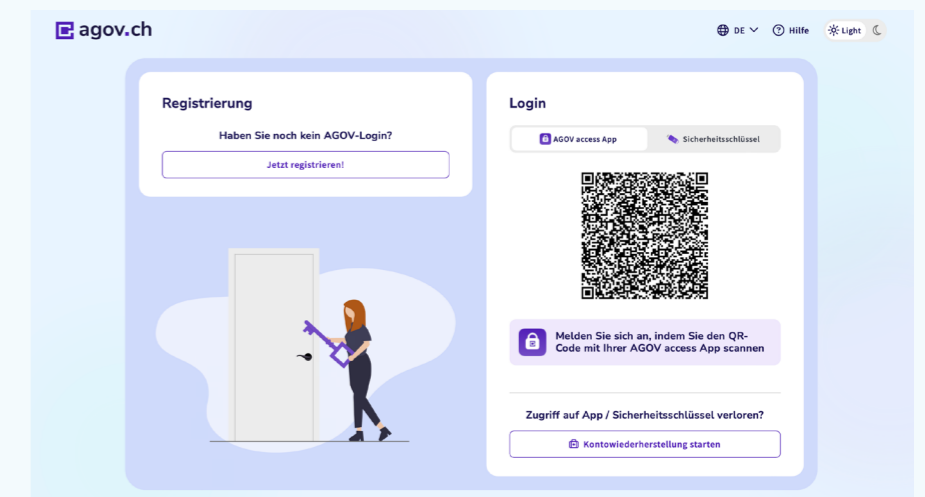 agov.ch
DE
Hilfe
Light
Registrierung
Haben Sie noch kein AGOV-Login?
Jetzt registrieren!
Login
AGOV access App
Sicherheitsschlüssel
Melden Sie sich an, indem Sie den QR-
Code mit Ihrer AGOV access App scannen
Zugriff auf App / Sicherheitsschlüssel verloren?
Kontowiederherstellung starten